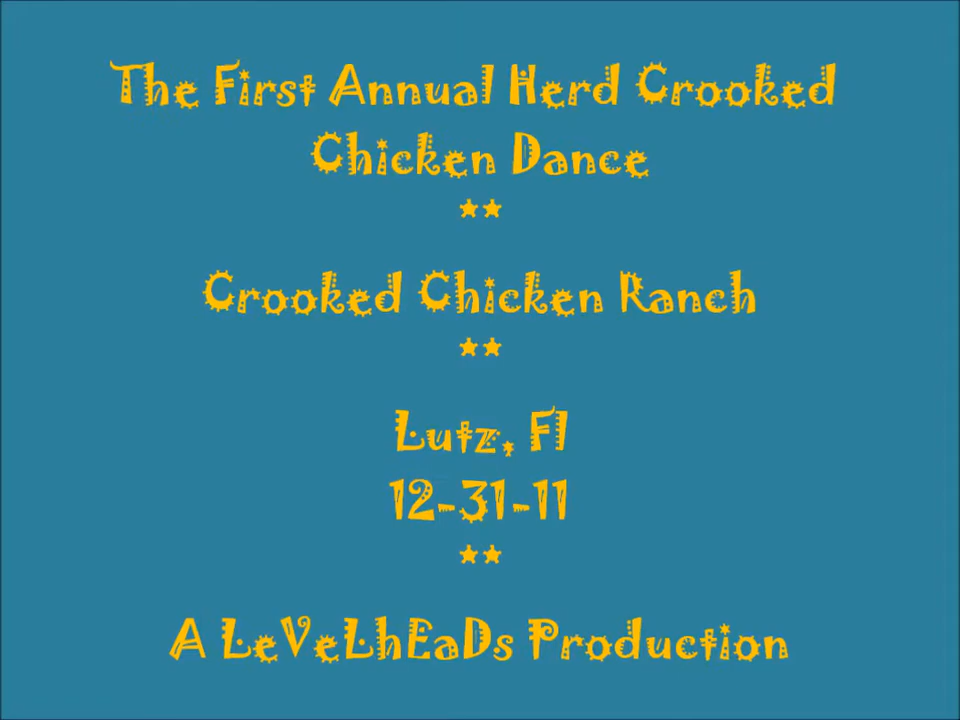 The First Annual Herd Crooked
Chicken Dance
**
Crooked Chicken Ranch
**
Lutz, Fl
12-31-11
**
A LeVeLhEaDs Production